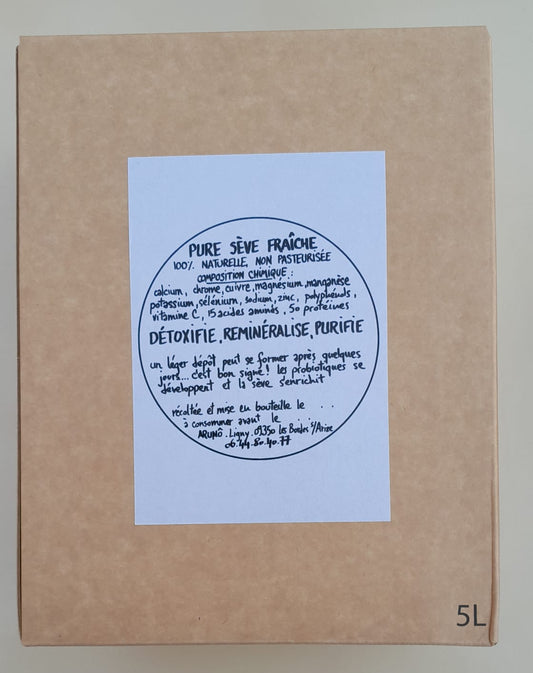 PURE SÈVE FRAÎCHE
100% NATURELLE, NON PASTEURISÉE
COMPOSITION CHIMIQUE :
calcium, chrome, cuivre, magnésium, manganèse
potassium, sélénium, sodium, zinc, polyphénols,
vitamine C, 15 acides aminés, 50 protéines
DÉTOXIFIE, REMINÉRALISE, PURIFIE
un léger dépôt peut se former après quelques
jours... c'est bon signe! les probiotiques se
développent et la sève s'enrichit
récoltée et mise en bouteille le . . .
à consommer avant le . . .
ARUNÔ. Ligny. 09350 les Bordes s/Arize
06.44.80.40.77
5L